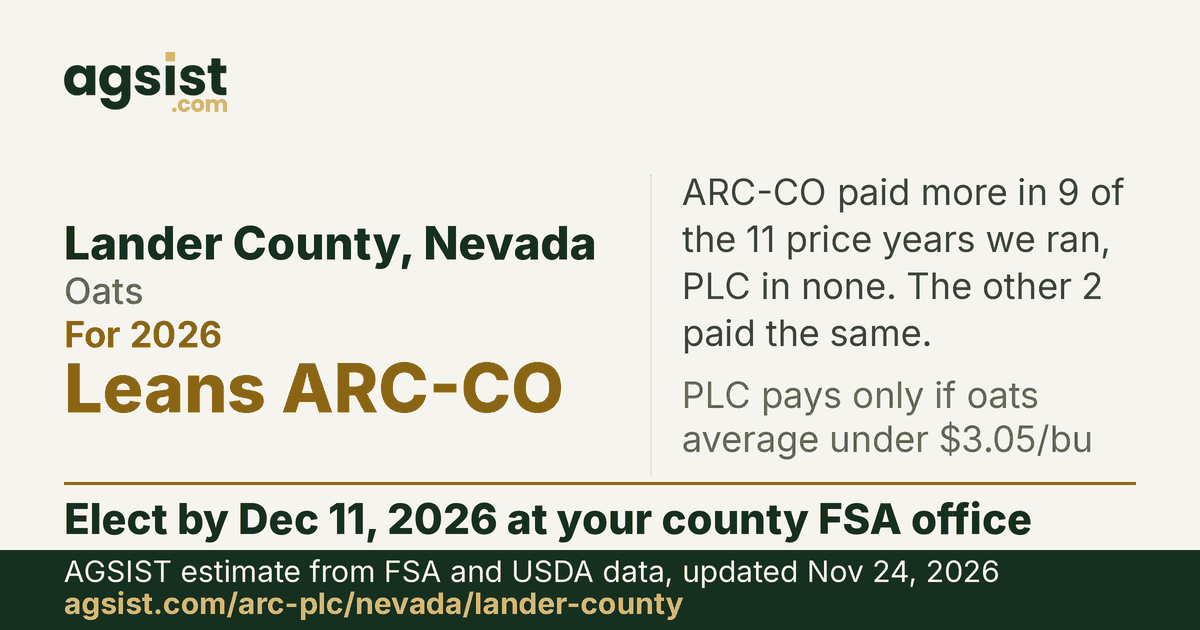 agsist
.com
Lander County, Nevada
Oats
For 2026
Leans ARC-CO
ARC-CO paid more in 9 of
the 11 price years we ran,
PLC in none. The other 2
paid the same.
PLC pays only if oats
average under $3.05/bu
Elect by Dec 11, 2026 at your county FSA office
AGSIST estimate from FSA and USDA data, updated Nov 24, 2026
agsist.com/arc-plc/nevada/lander-county